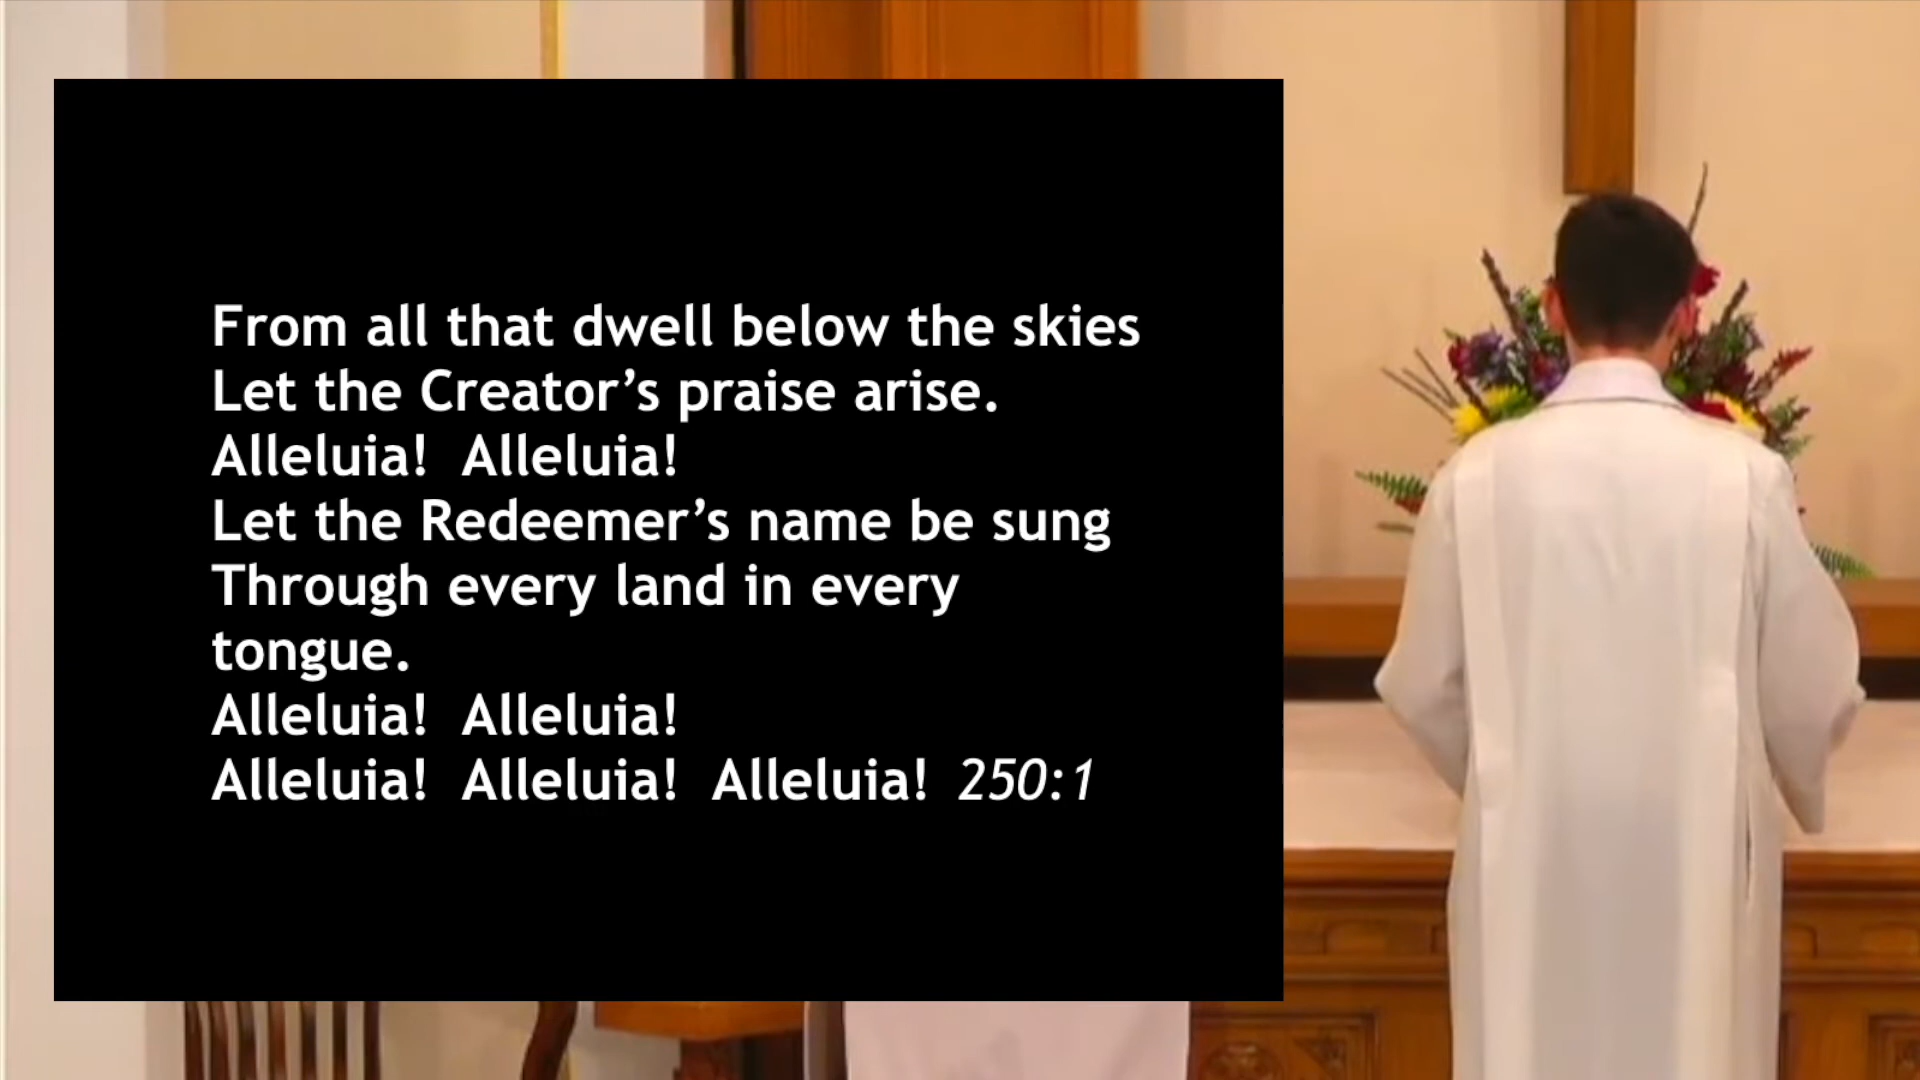 From all that dwell below the skies
Let the Creator’s praise arise.
Alleluia!  Alleluia!
Let the Redeemer’s name be sung
Through every land in every
tongue.
Alleluia!  Alleluia!
Alleluia!  Alleluia!  Alleluia!  250:1